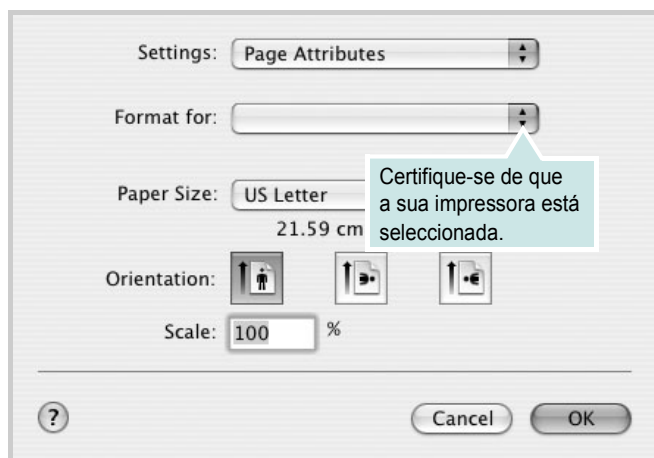 Settings: Page Attributes
Format for:
Certifique-se de que
a sua impressora está
seleccionada.
Paper Size: US Letter
21.59 cm
Orientation:
Scale: 100 %
? Cancel OK